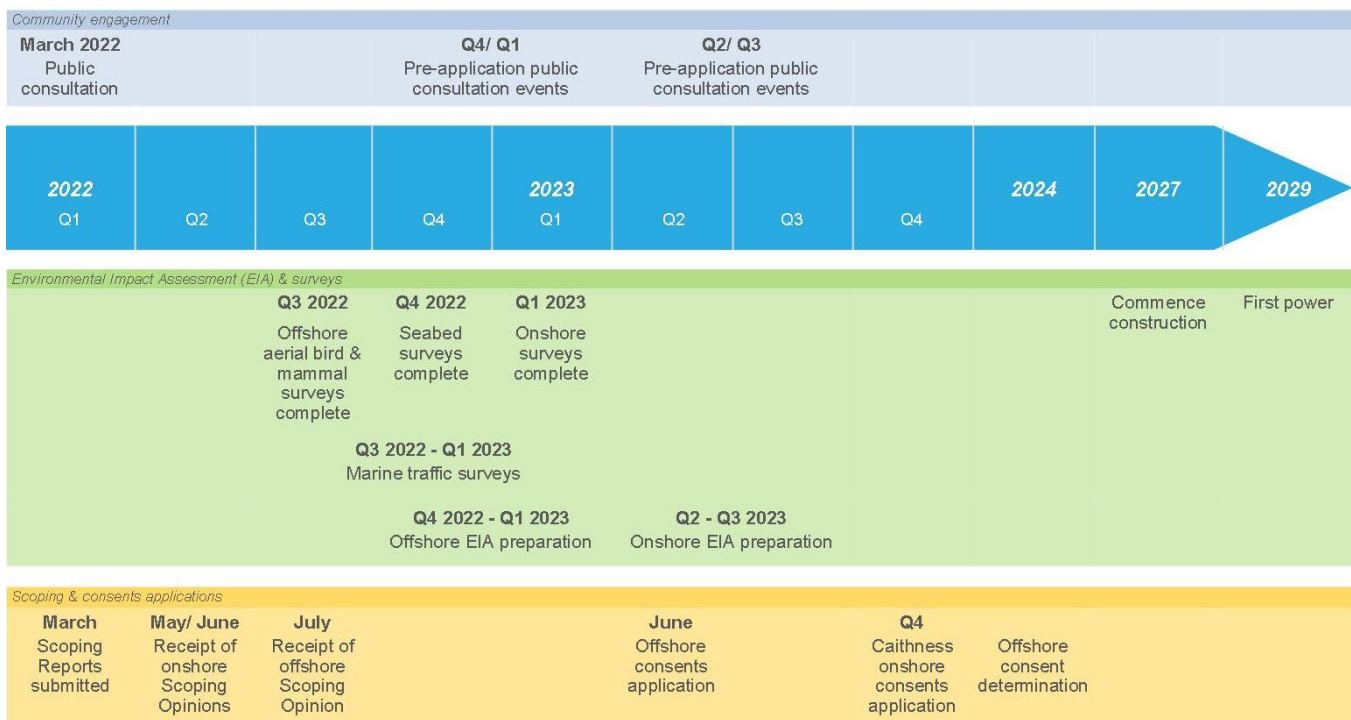 Community engagement
March 2022
Public
consultation
Q4/ Q1
Pre-application public
consultation events
Q2/ Q3
Pre-application public
consultation events
2022
Q1
Q2
Q3
Q4
2023
Q1
Q2
Q3
Q4
2024
2027
2029
Environmental Impact Assessment (EIA) & surveys
Q3 2022
Offshore
aerial bird &
mammal
surveys
complete
Q4 2022
Seabed
surveys
complete
Q1 2023
Onshore
surveys
complete
Commence
construction
First power
Q3 2022 - Q1 2023
Marine traffic surveys
Q4 2022 - Q1 2023
Offshore EIA preparation
Q2 - Q3 2023
Onshore EIA preparation
Scoping & consents applications
March
Scoping
Reports
submitted
May/ June
Receipt of
onshore
Scoping
Opinions
July
Receipt of
offshore
Scoping
Opinion
June
Offshore
consents
application
Q4
Caithness
onshore
consents
application
Offshore
consent
determination